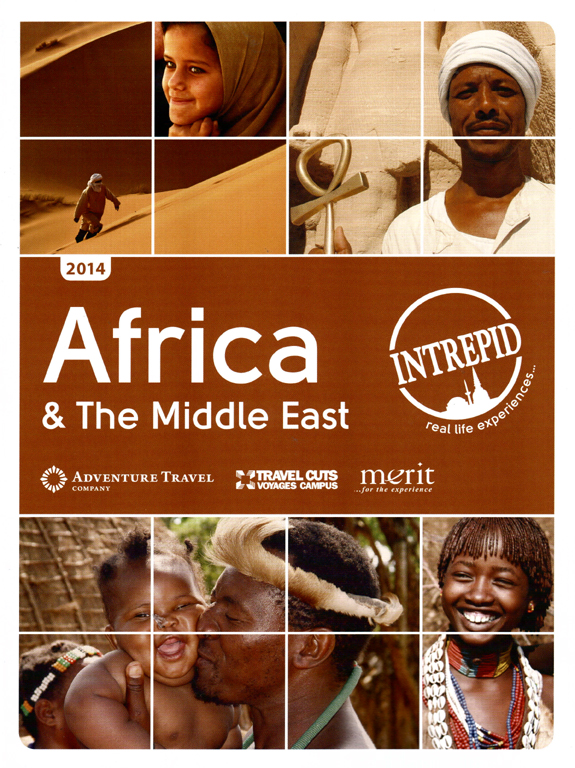 2014
Africa
& The Middle East
INTREPID
real life experiences...
ADVENTURE TRAVEL
COMPANY
TRAVEL CUTS
VOYAGES CAMPUS
merit
...for the experience